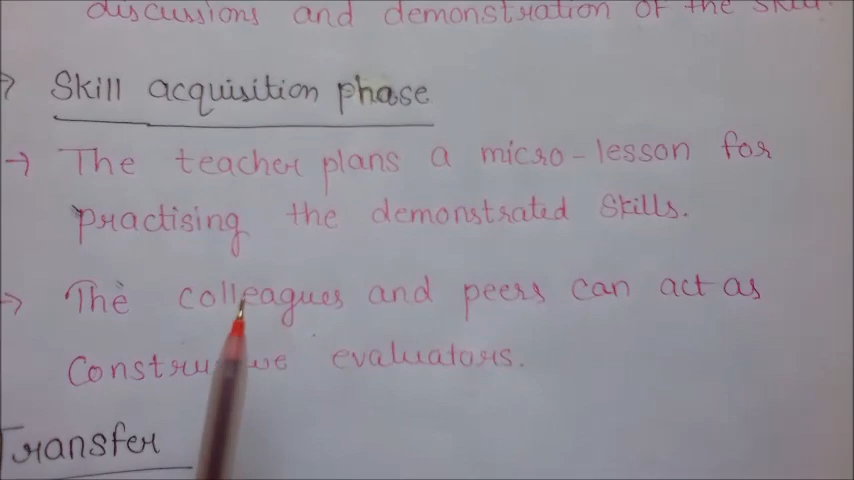 discussions and demonstration of the skill.
Skill acquisition phase
→ The teacher plans a micro-lesson for
practising the demonstrated skills.
→ The colleagues and peers can act as
evaluators.
Transfer